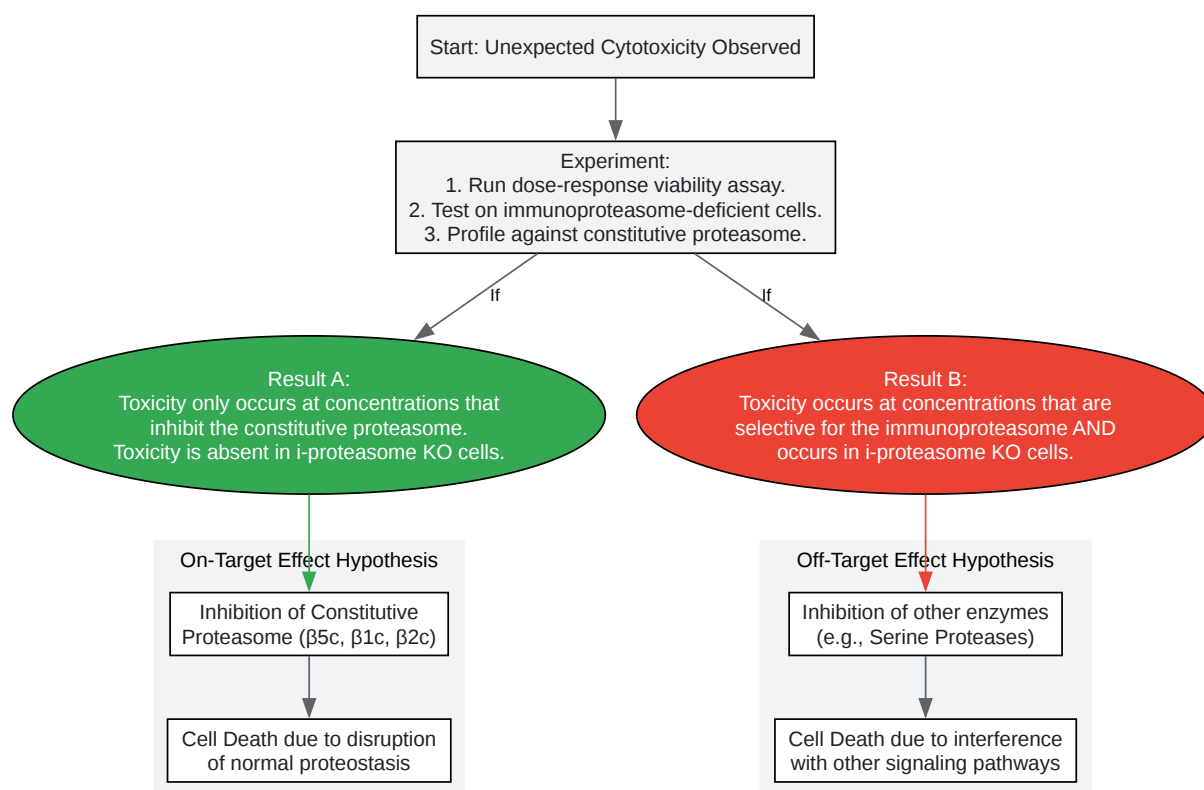 Start: Unexpected Cytotoxicity Observed
Experiment:
1. Run dose-response viability assay.
2. Test on immunoproteasome-deficient cells.
3. Profile against constitutive proteasome.
If
If
Result A:
Toxicity only occurs at concentrations that
inhibit the constitutive proteasome.
Toxicity is absent in i-proteasome KO cells.
Result B:
Toxicity occurs at concentrations that are
selective for the immunoproteasome AND
occurs in i-proteasome KO cells.
On-Target Effect Hypothesis
Inhibition of Constitutive
Proteasome (β5c, β1c, β2c)
Cell Death due to disruption
of normal proteostasis
Off-Target Effect Hypothesis
Inhibition of other enzymes
(e.g., Serine Proteases)
Cell Death due to interference
with other signaling pathways